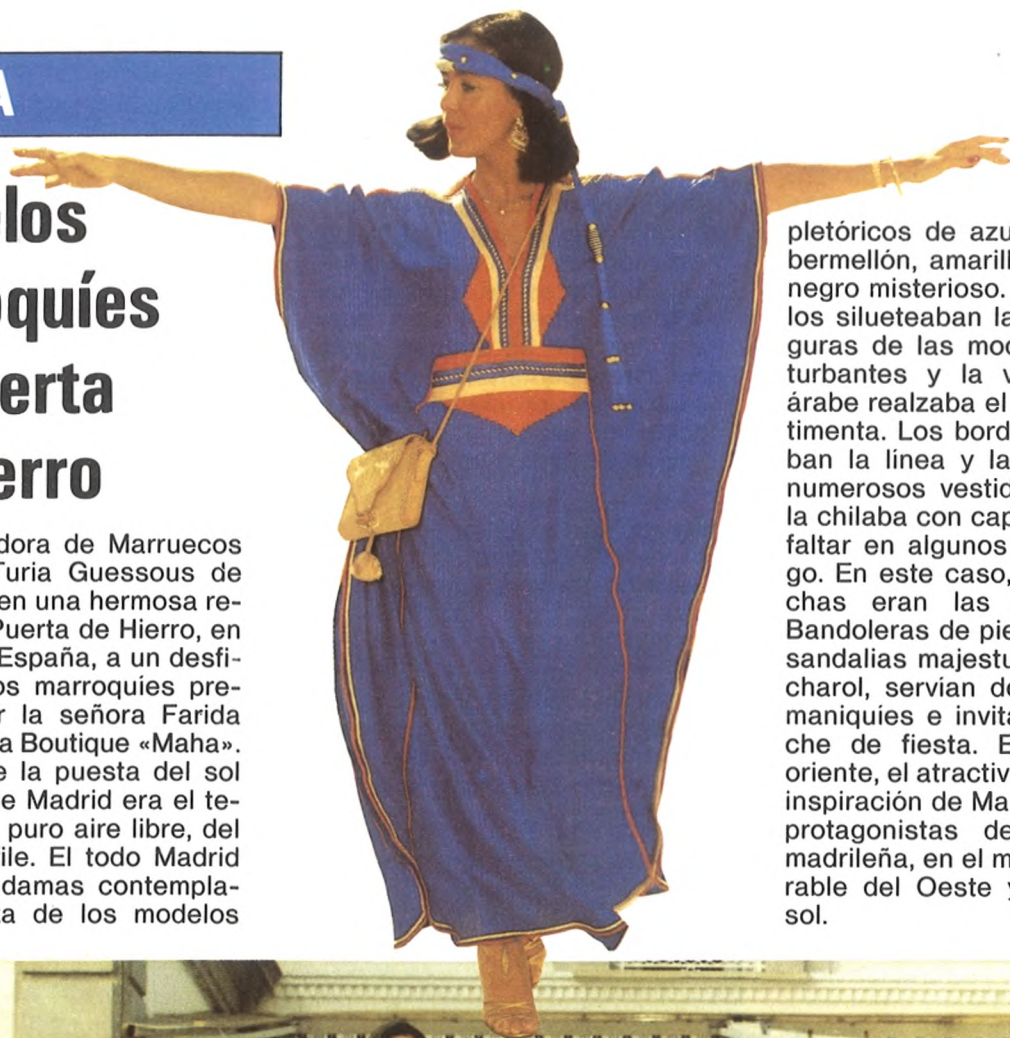 A
elos
oquíes
erta
erro
dora de Marruecos
Turia Guessous de
en una hermosa re-
Puerta de Hierro, en
España, a un desfi-
os marroquíes pre-
r la señora Farida
a Boutique «Maha».
e la puesta del sol
e Madrid era el te-
puro aire libre, del
file. El todo Madrid
damas contempla-
za de los modelos
pletóricos de azu
bermellón, amarill
negro misterioso.
los silueteaban la
guras de las mod
turbantes y la v
árabe realzaba el
timenta. Los bord
ban la línea y la
numerosos vestid
la chilaba con cap
faltar en algunos
go. En este caso,
chas eran las
Bandoleras de pie
sandalias majestu
charol, servían de
maniquíes e invita
che de fiesta. E
oriente, el atractiv
inspiración de Ma
protagonistas de
madrileña, en el m
rable del Oeste y
sol.